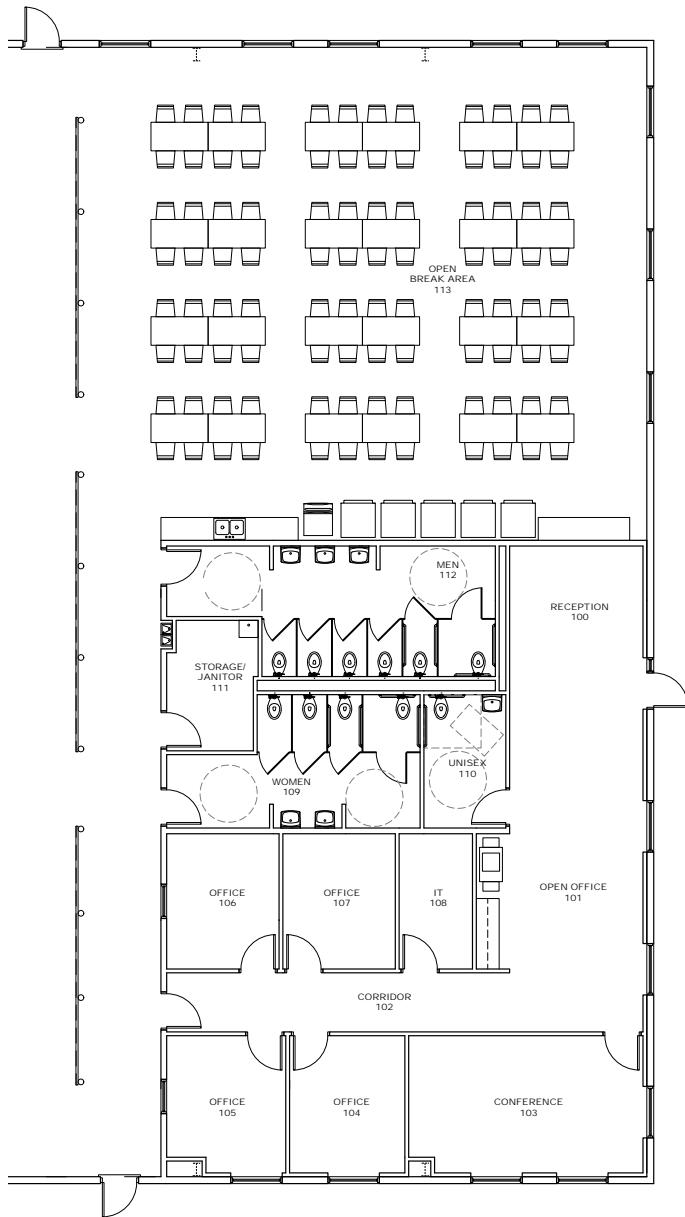 OPEN
BREAK AREA
113
MEN
112
RECEPTION
100
STORAGE/
JANITOR
111
UNISEX
110
WOMEN
109
OFFICE
106
OFFICE
107
IT
108
OPEN OFFICE
101
CORRIDOR
102
OFFICE
105
OFFICE
104
CONFERENCE
103